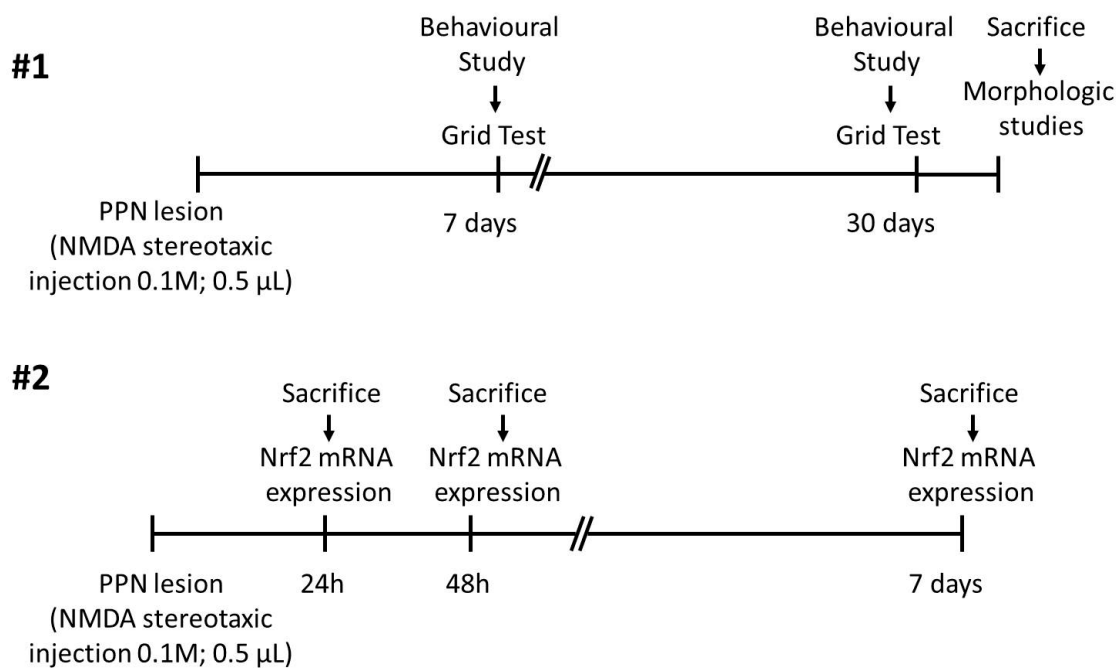 #1
Behavioural
Study
Grid Test
Behavioural
Study
Grid Test
Sacrifice
Morphologic
studies
PPN lesion
(NMDA stereotaxic
injection 0.1M; 0.5 µL)
7 days
30 days
#2
Sacrifice
Nrf2 mRNA
expression
Sacrifice
Nrf2 mRNA
expression
Sacrifice
Nrf2 mRNA
expression
PPN lesion
(NMDA stereotaxic
injection 0.1M; 0.5 µL)
24h
48h
7 days